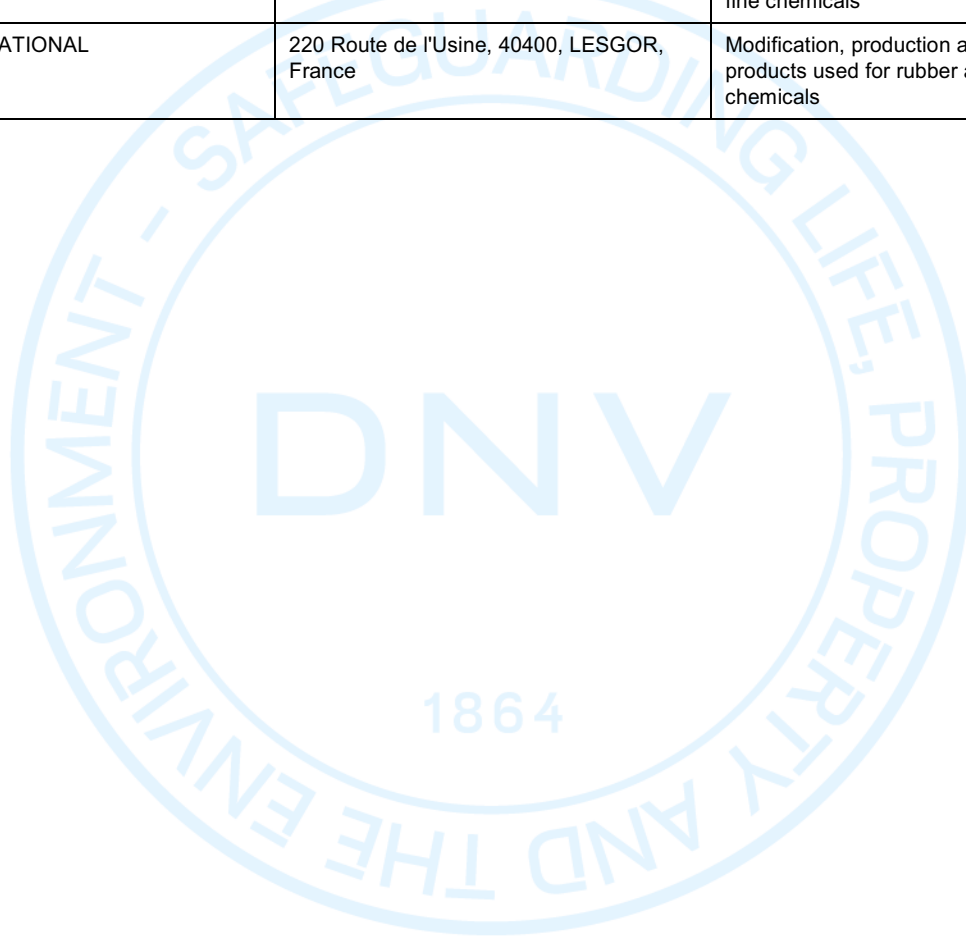 fine chemicals
ATIONAL
220 Route de l'Usine, 40400, LESGOR,
France
Modification, production a
products used for rubber a
chemicals
SAFEGUARDING LIFE, PROPERTY AND THE ENVIRONMENT -
DNV
1864